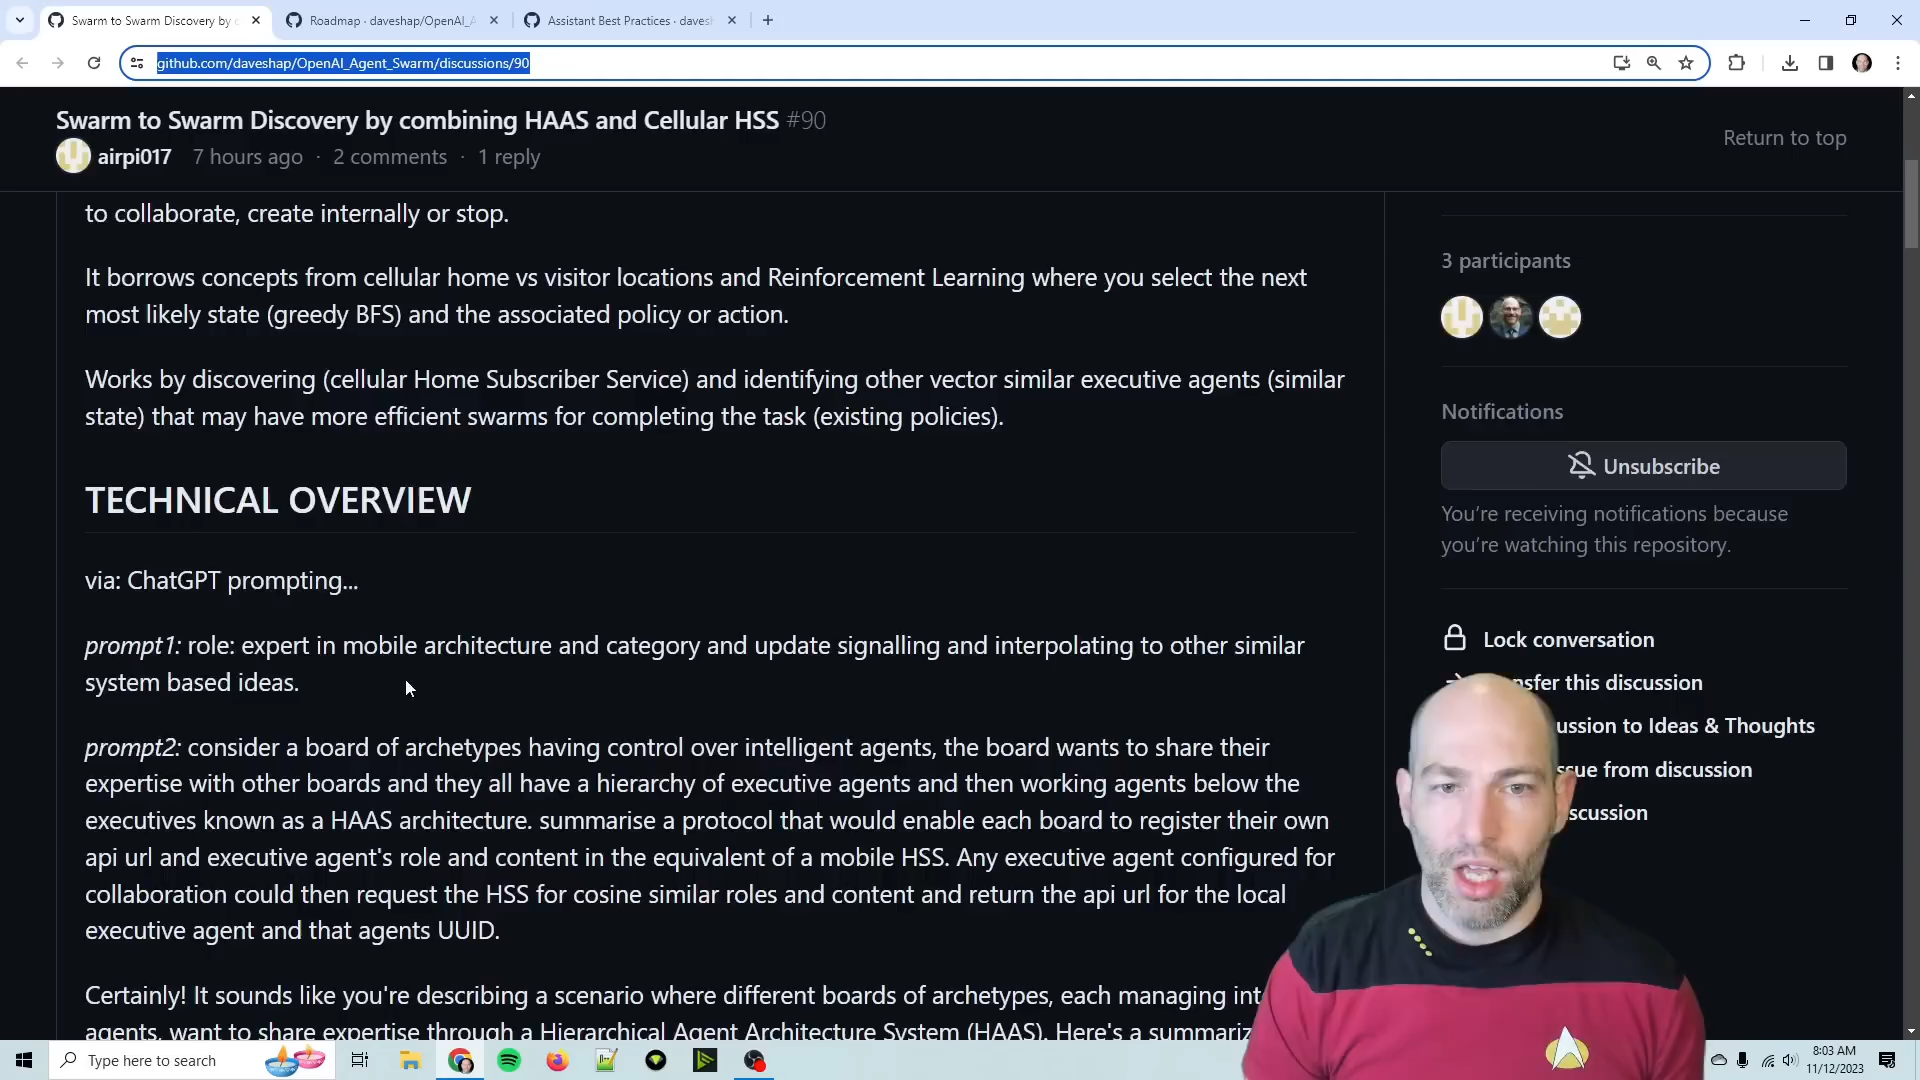 Swarm to Swarm Discovery by c
Roadmap · daveshap/OpenAI_A
Assistant Best Practices · davesh
github.com/daveshap/OpenAI_Agent_Swarm/discussions/90
Swarm to Swarm Discovery by combining HAAS and Cellular HSS #90
airpi017 7 hours ago · 2 comments · 1 reply
Return to top
to collaborate, create internally or stop.
It borrows concepts from cellular home vs visitor locations and Reinforcement Learning where you select the next
most likely state (greedy BFS) and the associated policy or action.
Works by discovering (cellular Home Subscriber Service) and identifying other vector similar executive agents (similar
state) that may have more efficient swarms for completing the task (existing policies).
TECHNICAL OVERVIEW
via: ChatGPT prompting...
prompt1: role: expert in mobile architecture and category and update signalling and interpolating to other similar
system based ideas.
prompt2: consider a board of archetypes having control over intelligent agents, the board wants to share their
expertise with other boards and they all have a hierarchy of executive agents and then working agents below the
executives known as a HAAS architecture. summarise a protocol that would enable each board to register their own
api url and executive agent's role and content in the equivalent of a mobile HSS. Any executive agent configured for
collaboration could then request the HSS for cosine similar roles and content and return the api url for the local
executive agent and that agents UUID.
Certainly! It sounds like you're describing a scenario where different boards of archetypes, each managing int
agents, want to share expertise through a Hierarchical Agent Architecture System (HAAS). Here's a summariz
3 participants
Notifications
Unsubscribe
You're receiving notifications because
you're watching this repository.
Lock conversation
nsfer this discussion
ussion to Ideas & Thoughts
sue from discussion
scussion
Type here to search
8:03 AM
11/12/2023